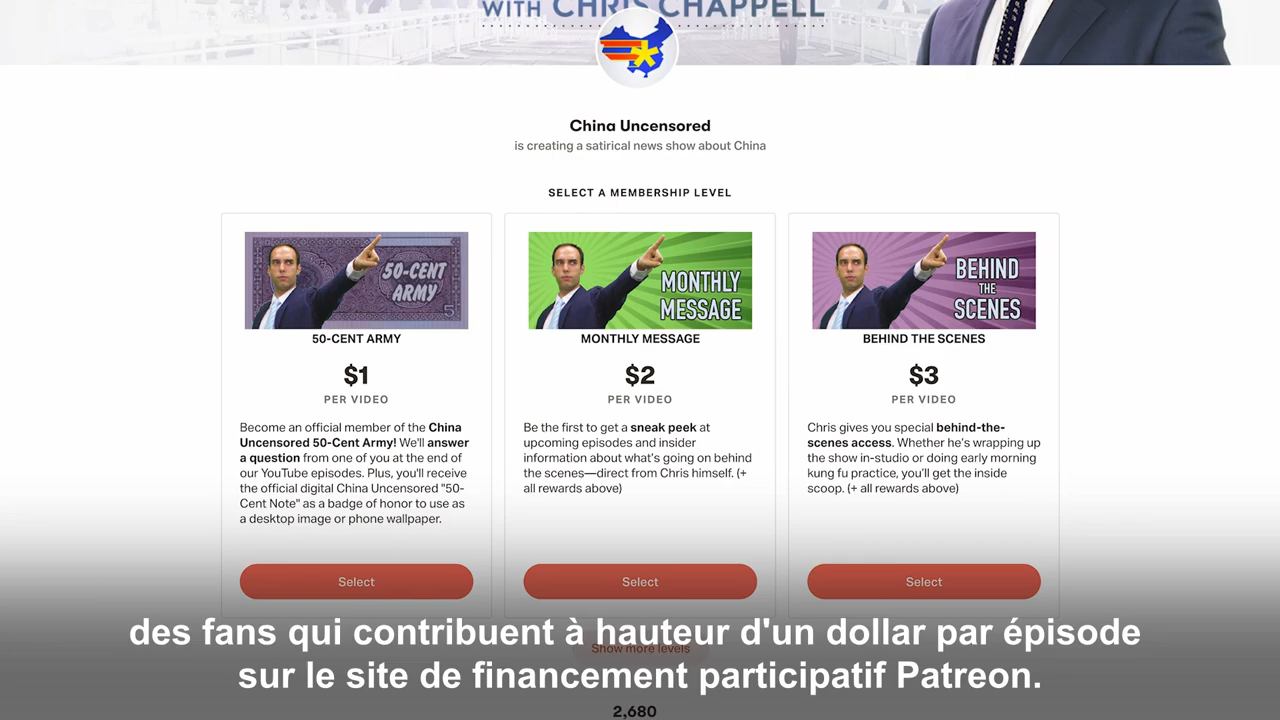 WITH CHRIS CHAPPELL
China Uncensored
is creating a satirical news show about China
SELECT A MEMBERSHIP LEVEL
50-CENT
ARMY
5
50-CENT ARMY
$1
PER VIDEO
Become an official member of the China
Uncensored 50-Cent Army! We'll answer
a question from one of you at the end of
our YouTube episodes. Plus, you'll receive
the official digital China Uncensored "50-
Cent Note" as a badge of honor to use as
a desktop image or phone wallpaper.
Select
MONTHLY
MESSAGE
MONTHLY MESSAGE
$2
PER VIDEO
Be the first to get a sneak peek at
upcoming episodes and insider
information about what's going on behind
the scenes—direct from Chris himself. (+
all rewards above)
Select
BEHIND
THE
SCENES
BEHIND THE SCENES
$3
PER VIDEO
Chris gives you special behind-the-
scenes access. Whether he's wrapping up
the show in-studio or doing early morning
kung fu practice, you'll get the inside
scoop. (+ all rewards above)
Select
des fans qui contribuent à hauteur d'un dollar par épisode
Show more levels
sur le site de financement participatif Patreon.
2,680